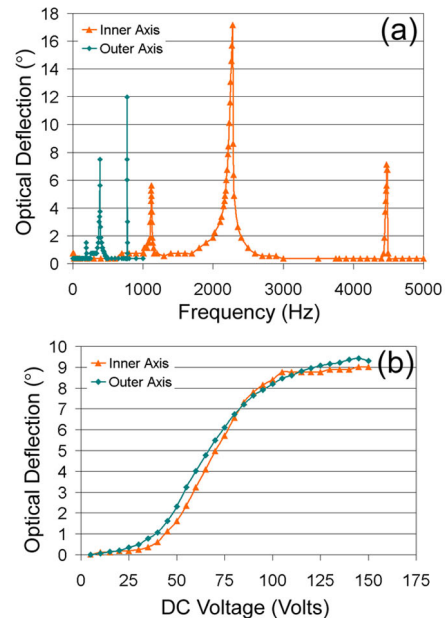 (a)
Inner Axis
Outer Axis
Optical Deflection (°)
18
16
14
12
10
8
6
4
2
0
0 1000 2000 3000 4000 5000
Frequency (Hz)
(b)
Inner Axis
Outer Axis
Optical Deflection (°)
10
9
8
7
6
5
4
3
2
1
0
0 25 50 75 100 125 150 175
DC Voltage (Volts)